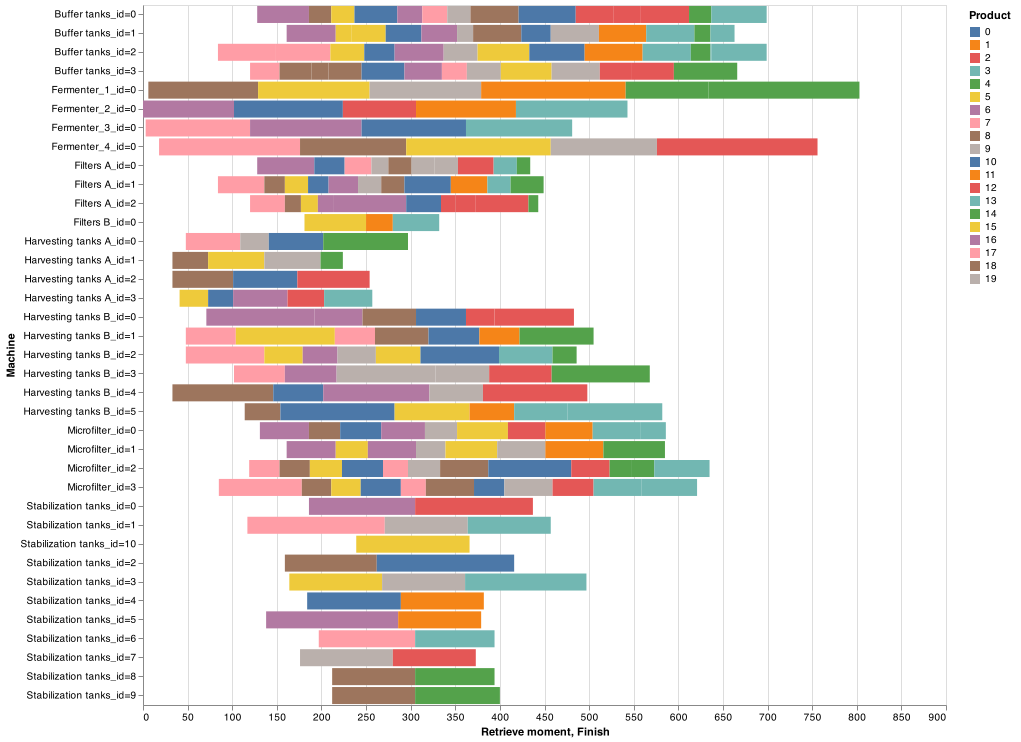 Machine
Buffer tanks_id=0
Buffer tanks_id=1
Buffer tanks_id=2
Buffer tanks_id=3
Fermenter_1_id=0
Fermenter_2_id=0
Fermenter_3_id=0
Fermenter_4_id=0
Filters A_id=0
Filters A_id=1
Filters A_id=2
Filters B_id=0
Harvesting tanks A_id=0
Harvesting tanks A_id=1
Harvesting tanks A_id=2
Harvesting tanks A_id=3
Harvesting tanks B_id=0
Harvesting tanks B_id=1
Harvesting tanks B_id=2
Harvesting tanks B_id=3
Harvesting tanks B_id=4
Harvesting tanks B_id=5
Microfilter_id=0
Microfilter_id=1
Microfilter_id=2
Microfilter_id=3
Stabilization tanks_id=0
Stabilization tanks_id=1
Stabilization tanks_id=10
Stabilization tanks_id=2
Stabilization tanks_id=3
Stabilization tanks_id=4
Stabilization tanks_id=5
Stabilization tanks_id=6
Stabilization tanks_id=7
Stabilization tanks_id=8
Stabilization tanks_id=9
0 50 100 150 200 250 300 350 400 450 500 550 600 650 700 750 800 850 900
Retrieve moment, Finish
Product
0
1
2
3
4
5
6
7
8
9
10
11
12
13
14
15
16
17
18
19